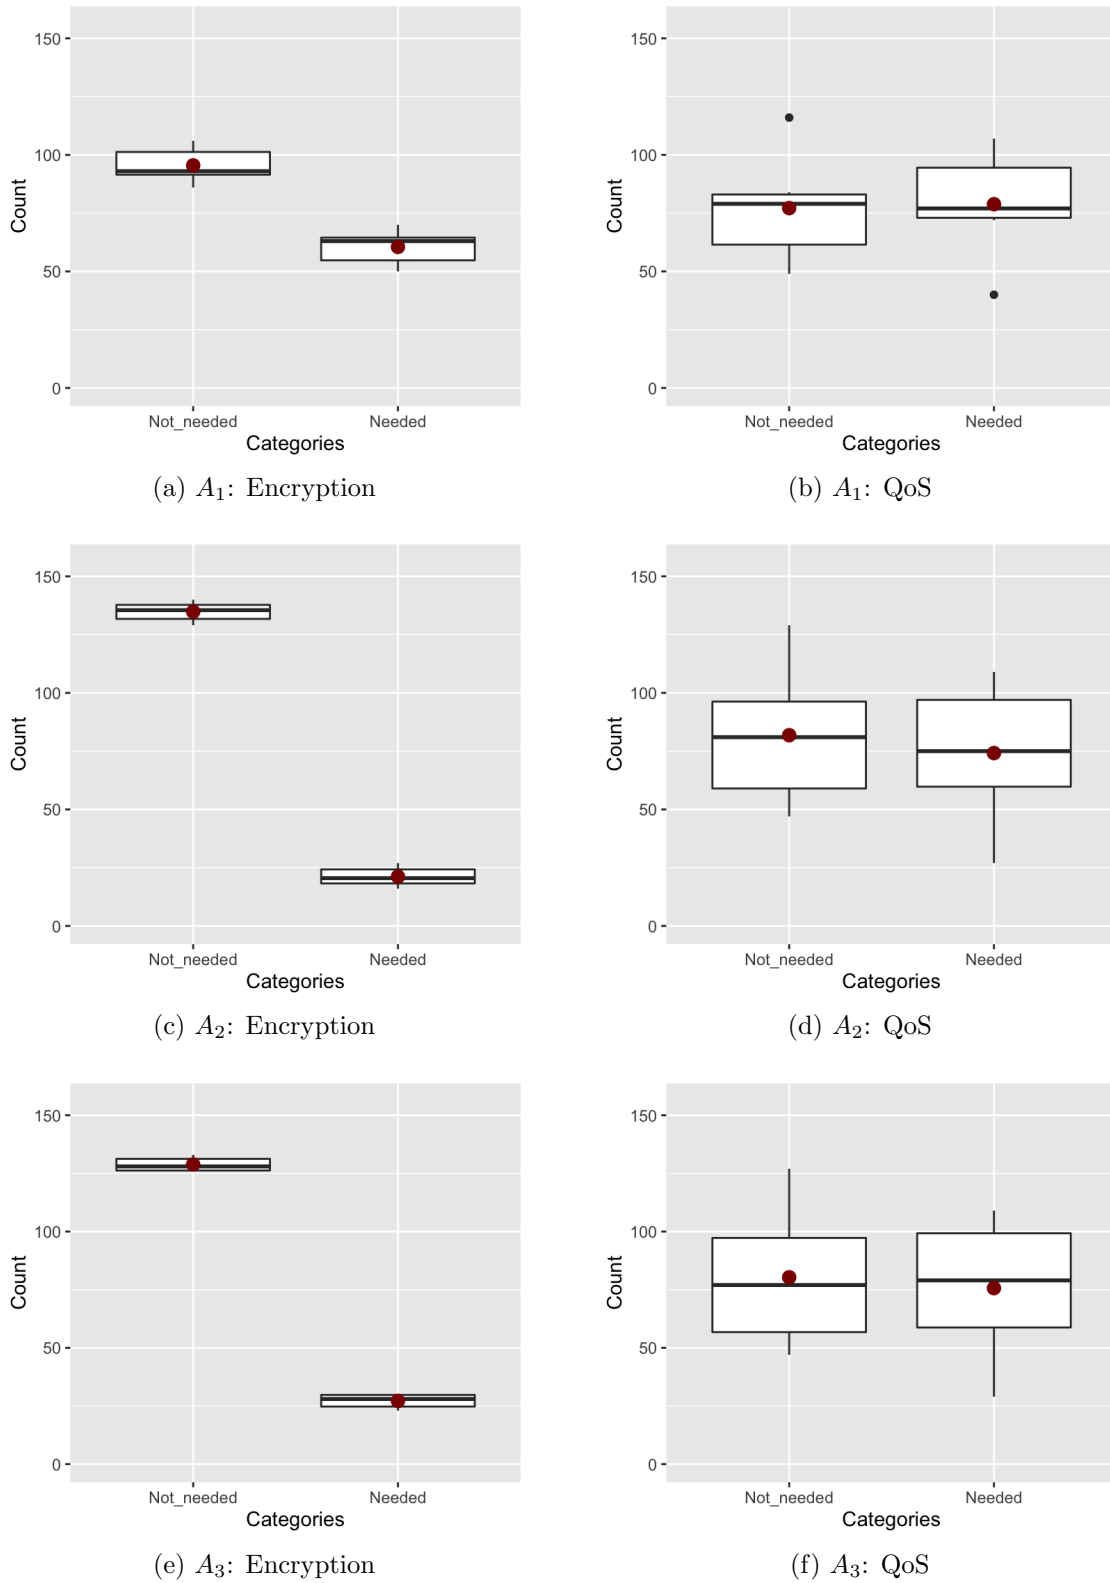 150
100
50
0
Count
Not_needed Needed
Categories
(a) A₁: Encryption
150
100
50
0
Count
Not_needed Needed
Categories
(b) A₁: QoS
150
100
50
0
Count
Not_needed Needed
Categories
(c) A₂: Encryption
150
100
50
0
Count
Not_needed Needed
Categories
(d) A₂: QoS
150
100
50
0
Count
Not_needed Needed
Categories
(e) A₃: Encryption
150
100
50
0
Count
Not_needed Needed
Categories
(f) A₃: QoS